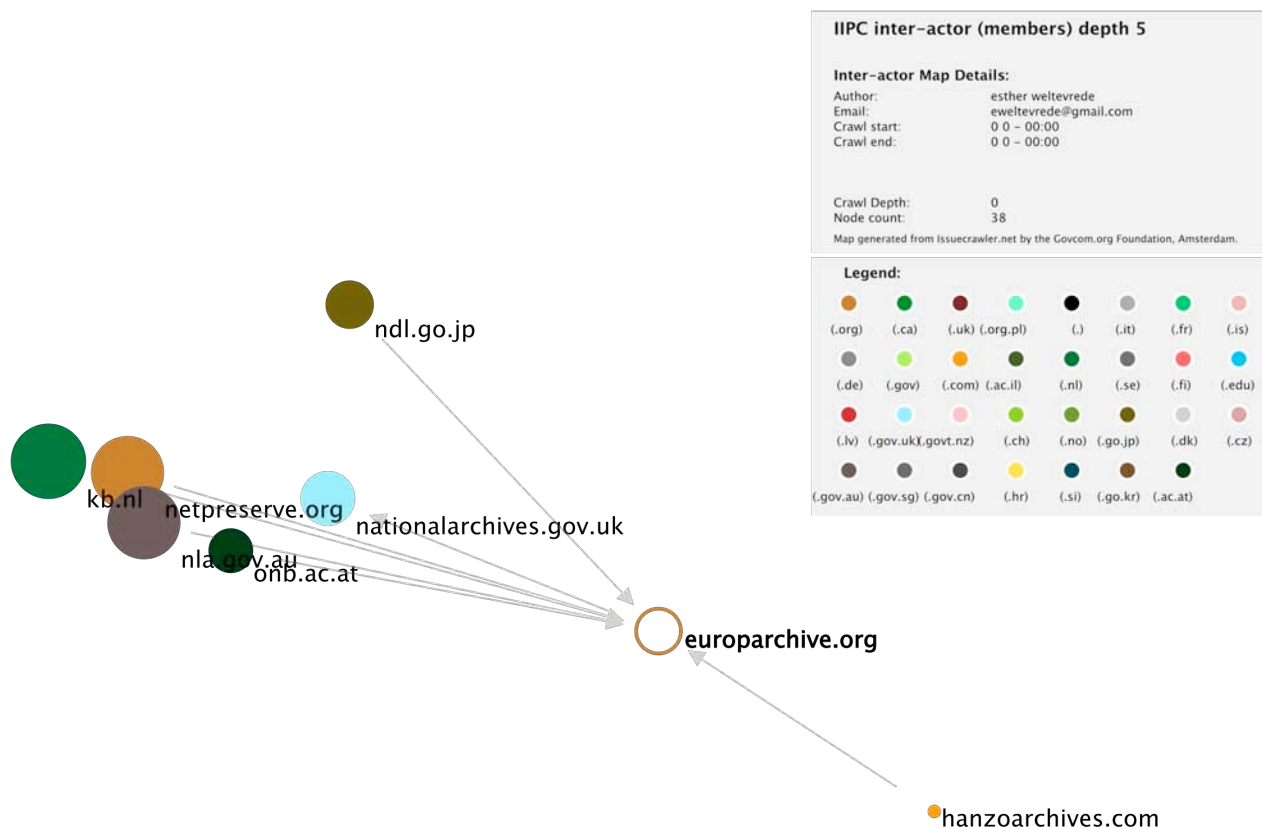 IIPC inter-actor (members) depth 5
Inter-actor Map Details:
Author: esther weltevrede
Email: eweltevrede@gmail.com
Crawl start: 0 0 - 00:00
Crawl end: 0 0 - 00:00
Crawl Depth: 0
Node count: 38
Map generated from Issuecrawler.net by the Govcom.org Foundation, Amsterdam.
Legend:
(.org) (.ca) (.uk) (.org.pl) (.) (.it) (.fr) (.is)
(.de) (.gov) (.com) (.ac.il) (.nl) (.se) (.fi) (.edu)
(.lv) (.gov.uk) (.govt.nz) (.ch) (.no) (.go.jp) (.dk) (.cz)
(.gov.au) (.gov.sg) (.gov.cn) (.hr) (.si) (.go.kr) (.ac.at)
ndl.go.jp
kb.nl
netpreserve.org
nationalarchives.gov.uk
nla.gov.au
onb.ac.at
europarchive.org
hanzoarchives.com